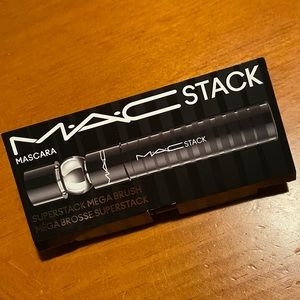 M·A·C STACK
MASCARA
M·A·C STACK
SUPERSTACK MEGA BRUSH
MÉGA BROSSE SUPERSTACK